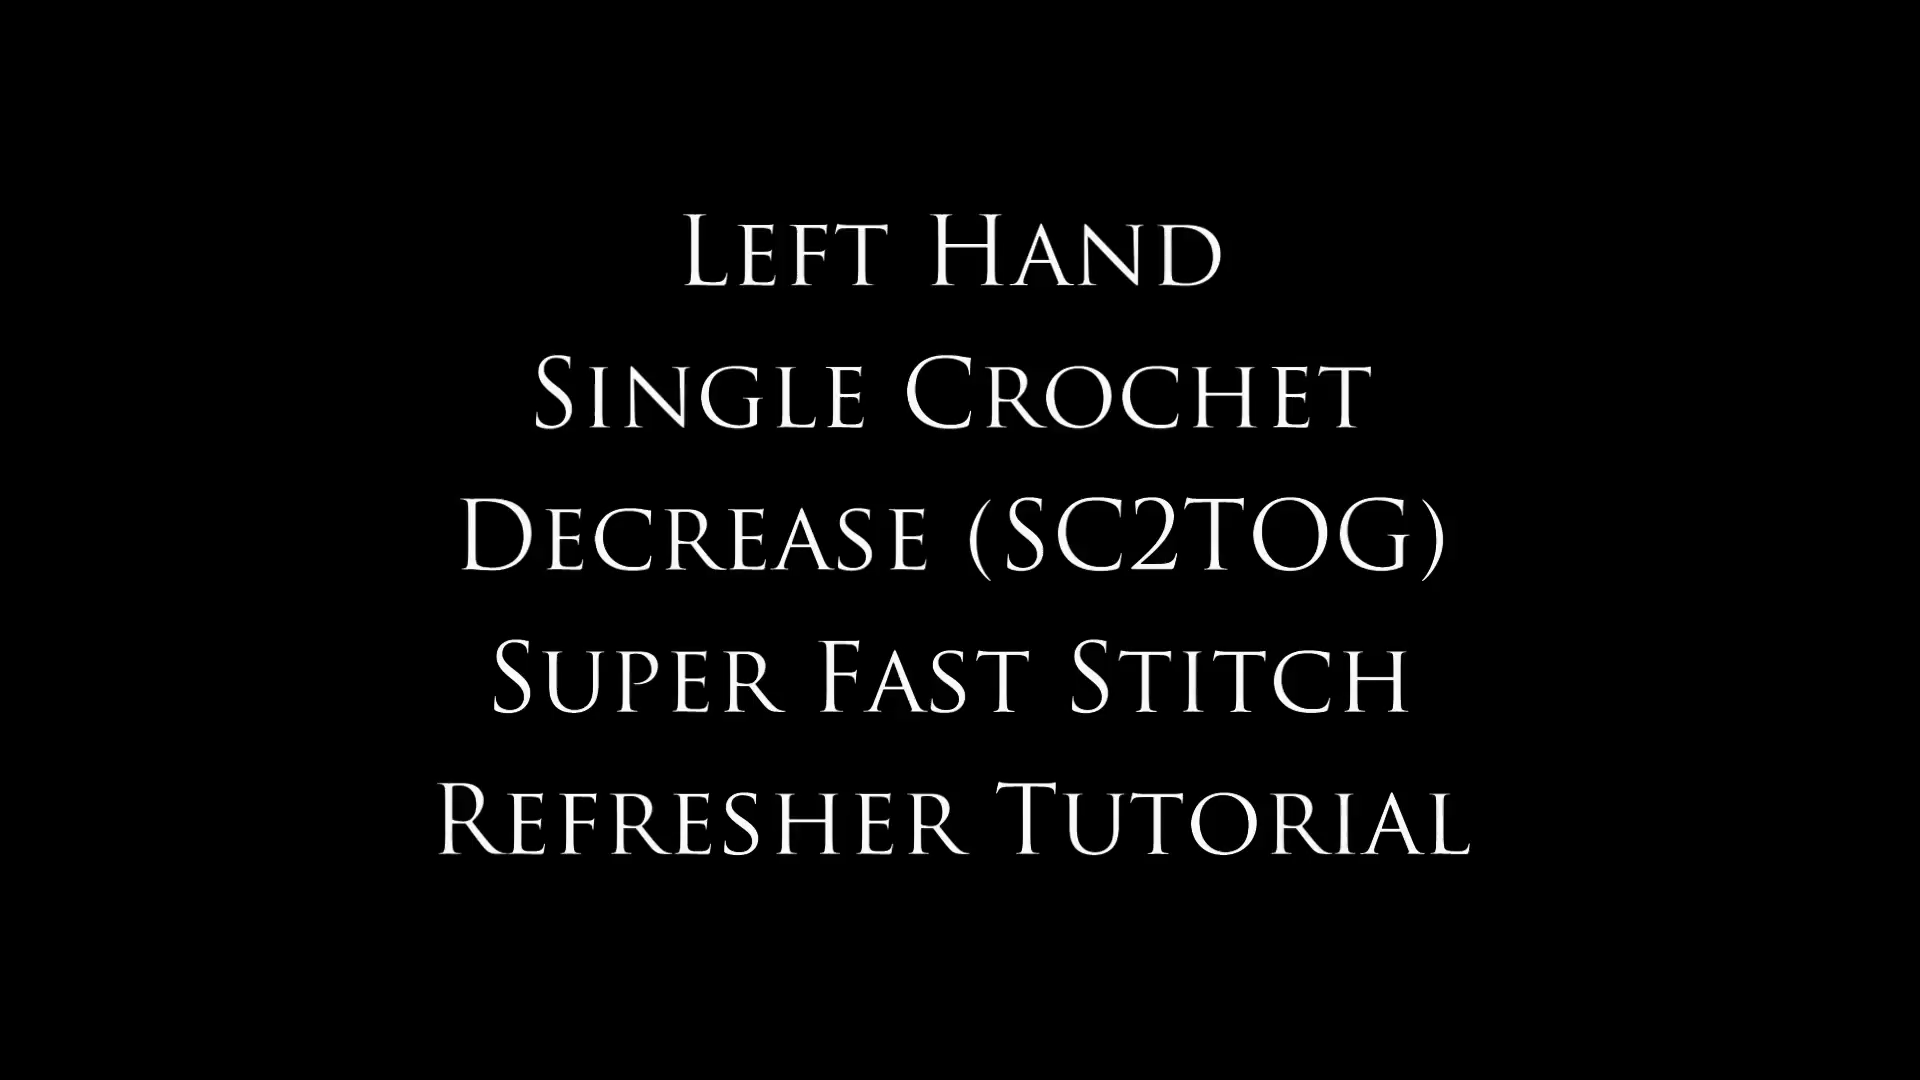 Left Hand
Single Crochet
Decrease (SC2TOG)
Super Fast Stitch
Refresher Tutorial